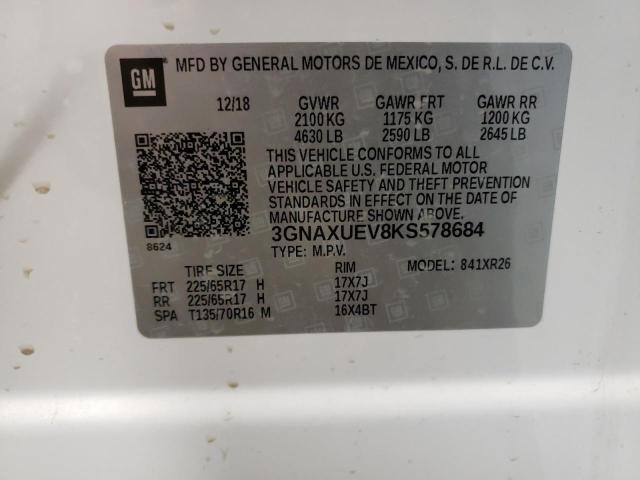 GM MFD BY GENERAL MOTORS DE MEXICO, S. DE R.L. DE C.V.
12/18 GVWR GAWR FRT GAWR RR
2100 KG 1175 KG 1200 KG
4630 LB 2590 LB 2645 LB
THIS VEHICLE CONFORMS TO ALL
APPLICABLE U.S. FEDERAL MOTOR
VEHICLE SAFETY AND THEFT PREVENTION
STANDARDS IN EFFECT ON THE DATE OF
MANUFACTURE SHOWN ABOVE.
3GNAXUEV8KS578684
8624
TYPE: M.P.V. MODEL: 841XR26
TIRE SIZE RIM
FRT 225/65R17 H 17X7J
RR 225/65R17 H 17X7J
SPA T135/70R16 M 16X4BT